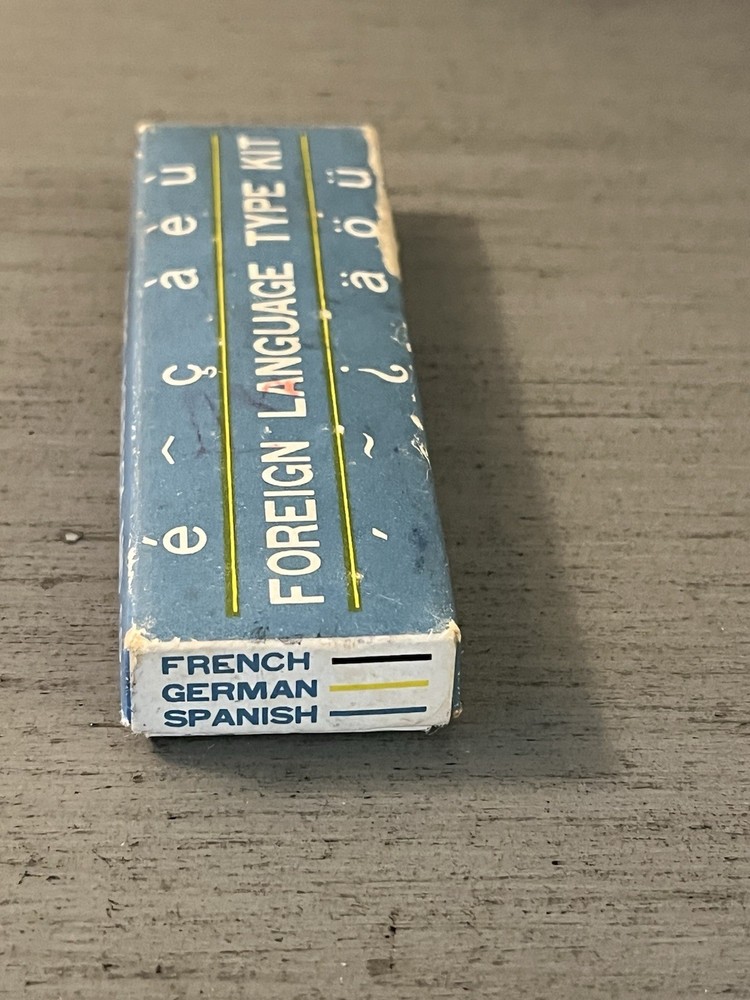 é ^ ç à è ù
FOREIGN LANGUAGE TYPE KIT
´ ~ ¿ ä ö ü
FRENCH
GERMAN
SPANISH